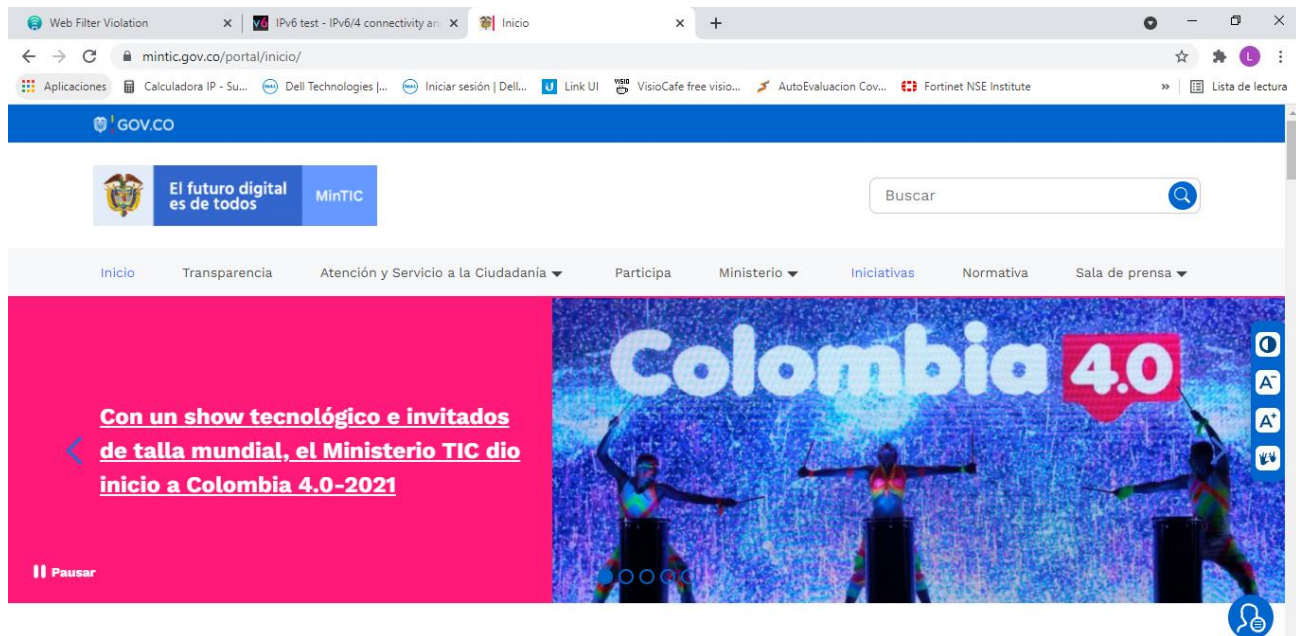 Web Filter Violation
IPv6 test - IPv6/4 connectivity an
Inicio
mintic.gov.co/portal/inicio/
L
Aplicaciones
Calculadora IP - Su...
Dell Technologies |...
Iniciar sesión | Dell...
Link UI
VisioCafe free visio...
AutoEvaluacion Cov...
Fortinet NSE Institute
»
Lista de lectura
GOV.CO
El futuro digital
es de todos
MinTIC
Buscar
Inicio
Transparencia
Atención y Servicio a la Ciudadanía
Participa
Ministerio
Iniciativas
Normativa
Sala de prensa
Colombia 4.0
Con un show tecnológico e invitados
de talla mundial, el Ministerio TIC dio
inicio a Colombia 4.0-2021
A-
A+
Pausar